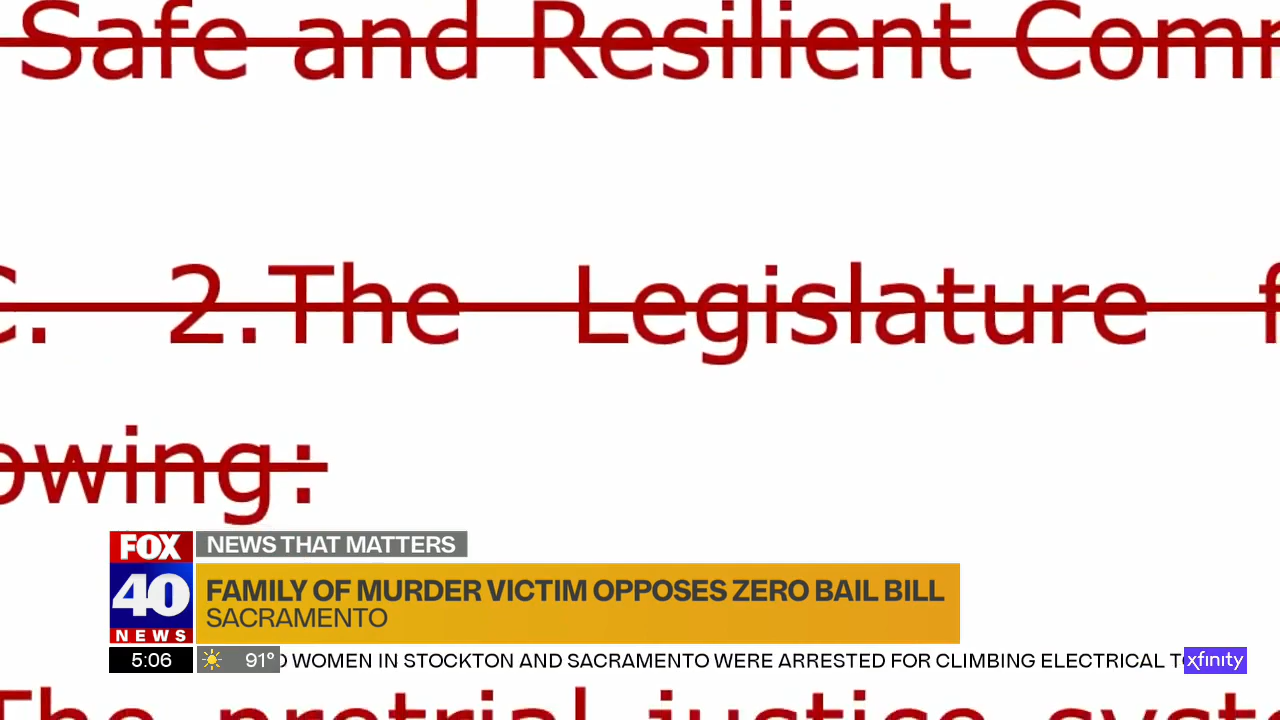 Safe and Resilient Com
2.The Legislature f
owing:
FOX
40
NEWS
NEWS THAT MATTERS
FAMILY OF MURDER VICTIM OPPOSES ZERO BAIL BILL
SACRAMENTO
5:06
91°
O WOMEN IN STOCKTON AND SACRAMENTO WERE ARRESTED FOR CLIMBING ELECTRICAL T
xfinity
The pretrial justice syste